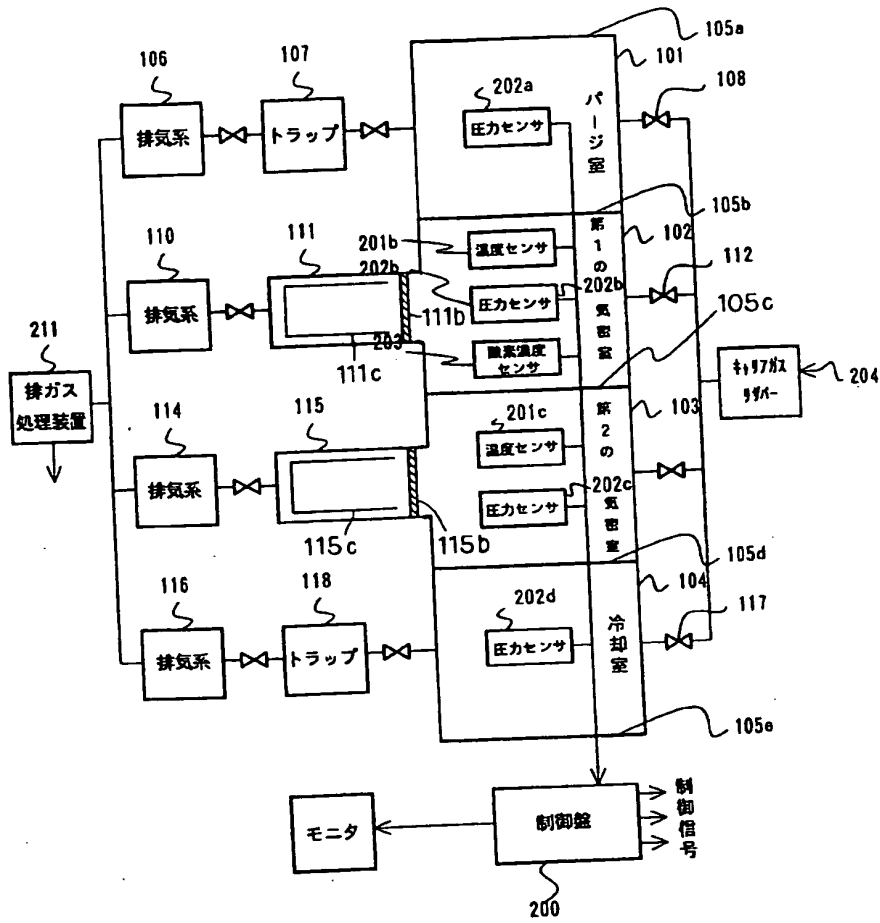 105a
101
106
107
202a
108
排気系
トラップ
圧力センサ
パージ室
105b
110
111
201b
202b
温度センサ
第1の気密室
102
112
排気系
111b
圧力センサ
202b
105c
211
111c
203
酸素濃度
センサ
排ガス
処理装置
キャリアガス
リザバー
204
114
115
201c
温度センサ
第2の気密室
103
排気系
圧力センサ
202c
115c
115b
105d
116
118
202d
104
117
排気系
トラップ
圧力センサ
冷却室
105e
モニタ
制御盤
制御信号
200